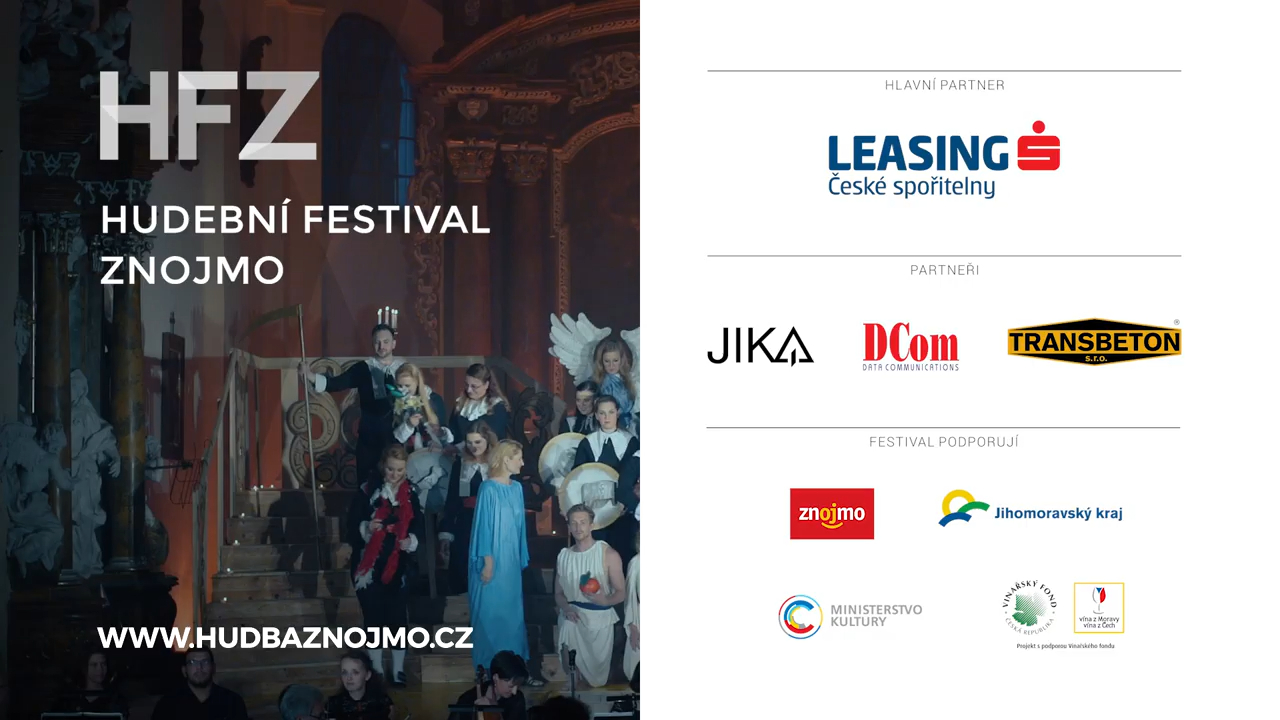 HFZ
HUDEBNÍ FESTIVAL
ZNOJMO
WWW.HUDBAZNOJMO.CZ
HLAVNÍ PARTNER
LEASING
České spořitelny
PARTNEŘI
JIKA
DCom
DATA COMMUNICATIONS
TRANSBETON ®
s.r.o.
FESTIVAL PODPORUJÍ
znojmo
Jihomoravský kraj
MINISTERSTVO
KULTURY
VINAŘSKÝ FOND
ČESKÁ REPUBLIKA
vína z Moravy
vína z Čech
Projekt s podporou Vinařského fondu